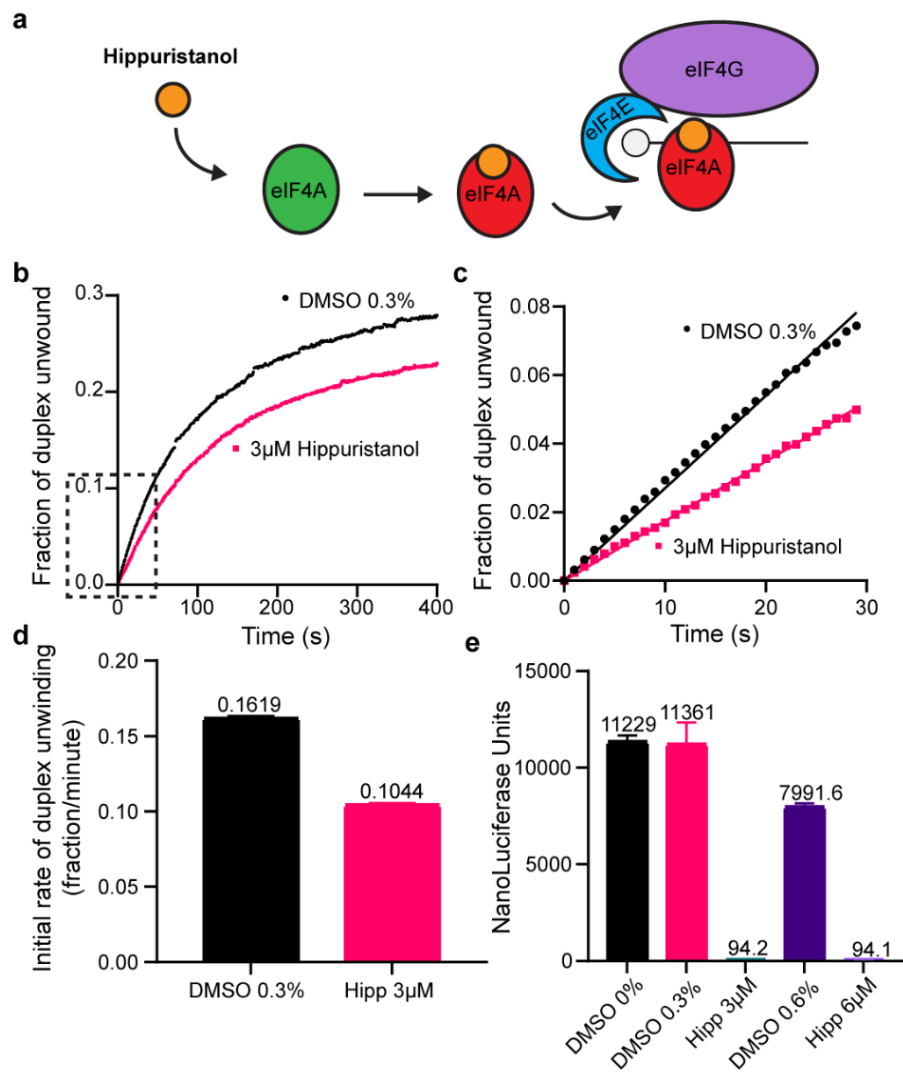 a
Hippuristanol
eIF4A
eIF4A
eIF4E
eIF4G
eIF4A
b
Fraction of duplex unwound
0.3
0.2
0.1
0.0
DMSO 0.3%
3µM Hippuristanol
0 100 200 300 400
Time (s)
c
Fraction of duplex unwound
0.08
0.06
0.04
0.02
0.00
DMSO 0.3%
3µM Hippuristanol
0 10 20 30
Time (s)
d
Initial rate of duplex unwinding
(fraction/minute)
0.20
0.15
0.10
0.05
0.00
0.1619
0.1044
DMSO 0.3% Hipp 3µM
e
NanoLuciferase Units
15000
10000
5000
0
11229
11361
94.2
7991.6
94.1
DMSO 0%
DMSO 0.3%
Hipp 3µM
DMSO 0.6%
Hipp 6µM